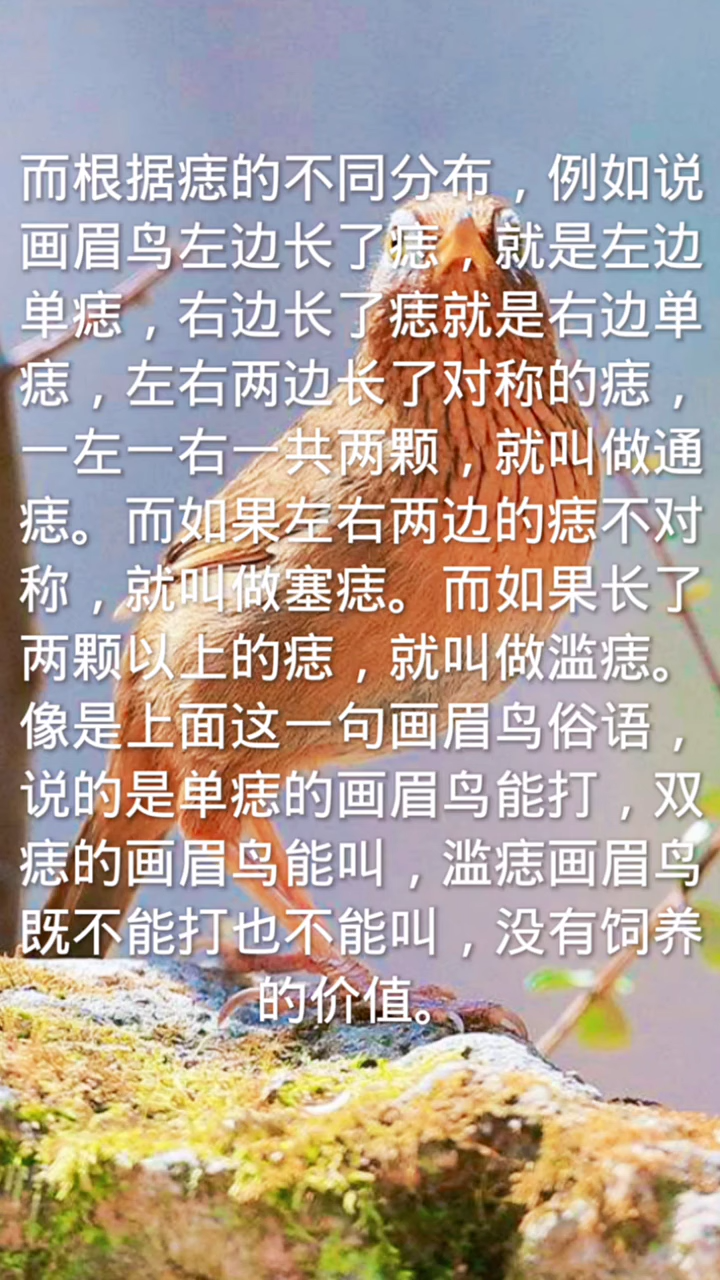 而根据痣的不同分布，例如说
画眉鸟左边长了痣，就是左边
单痣，右边长了痣就是右边单
痣，左右两边长了对称的痣，
一左一右一共两颗，就叫做通
痣。而如果左右两边的痣不对
称，就叫做塞痣。而如果长了
两颗以上的痣，就叫做滥痣。
像是上面这一句画眉鸟俗语，
说的是单痣的画眉鸟能打，双
痣的画眉鸟能叫，滥痣画眉鸟
既不能打也不能叫，没有饲养
的价值。